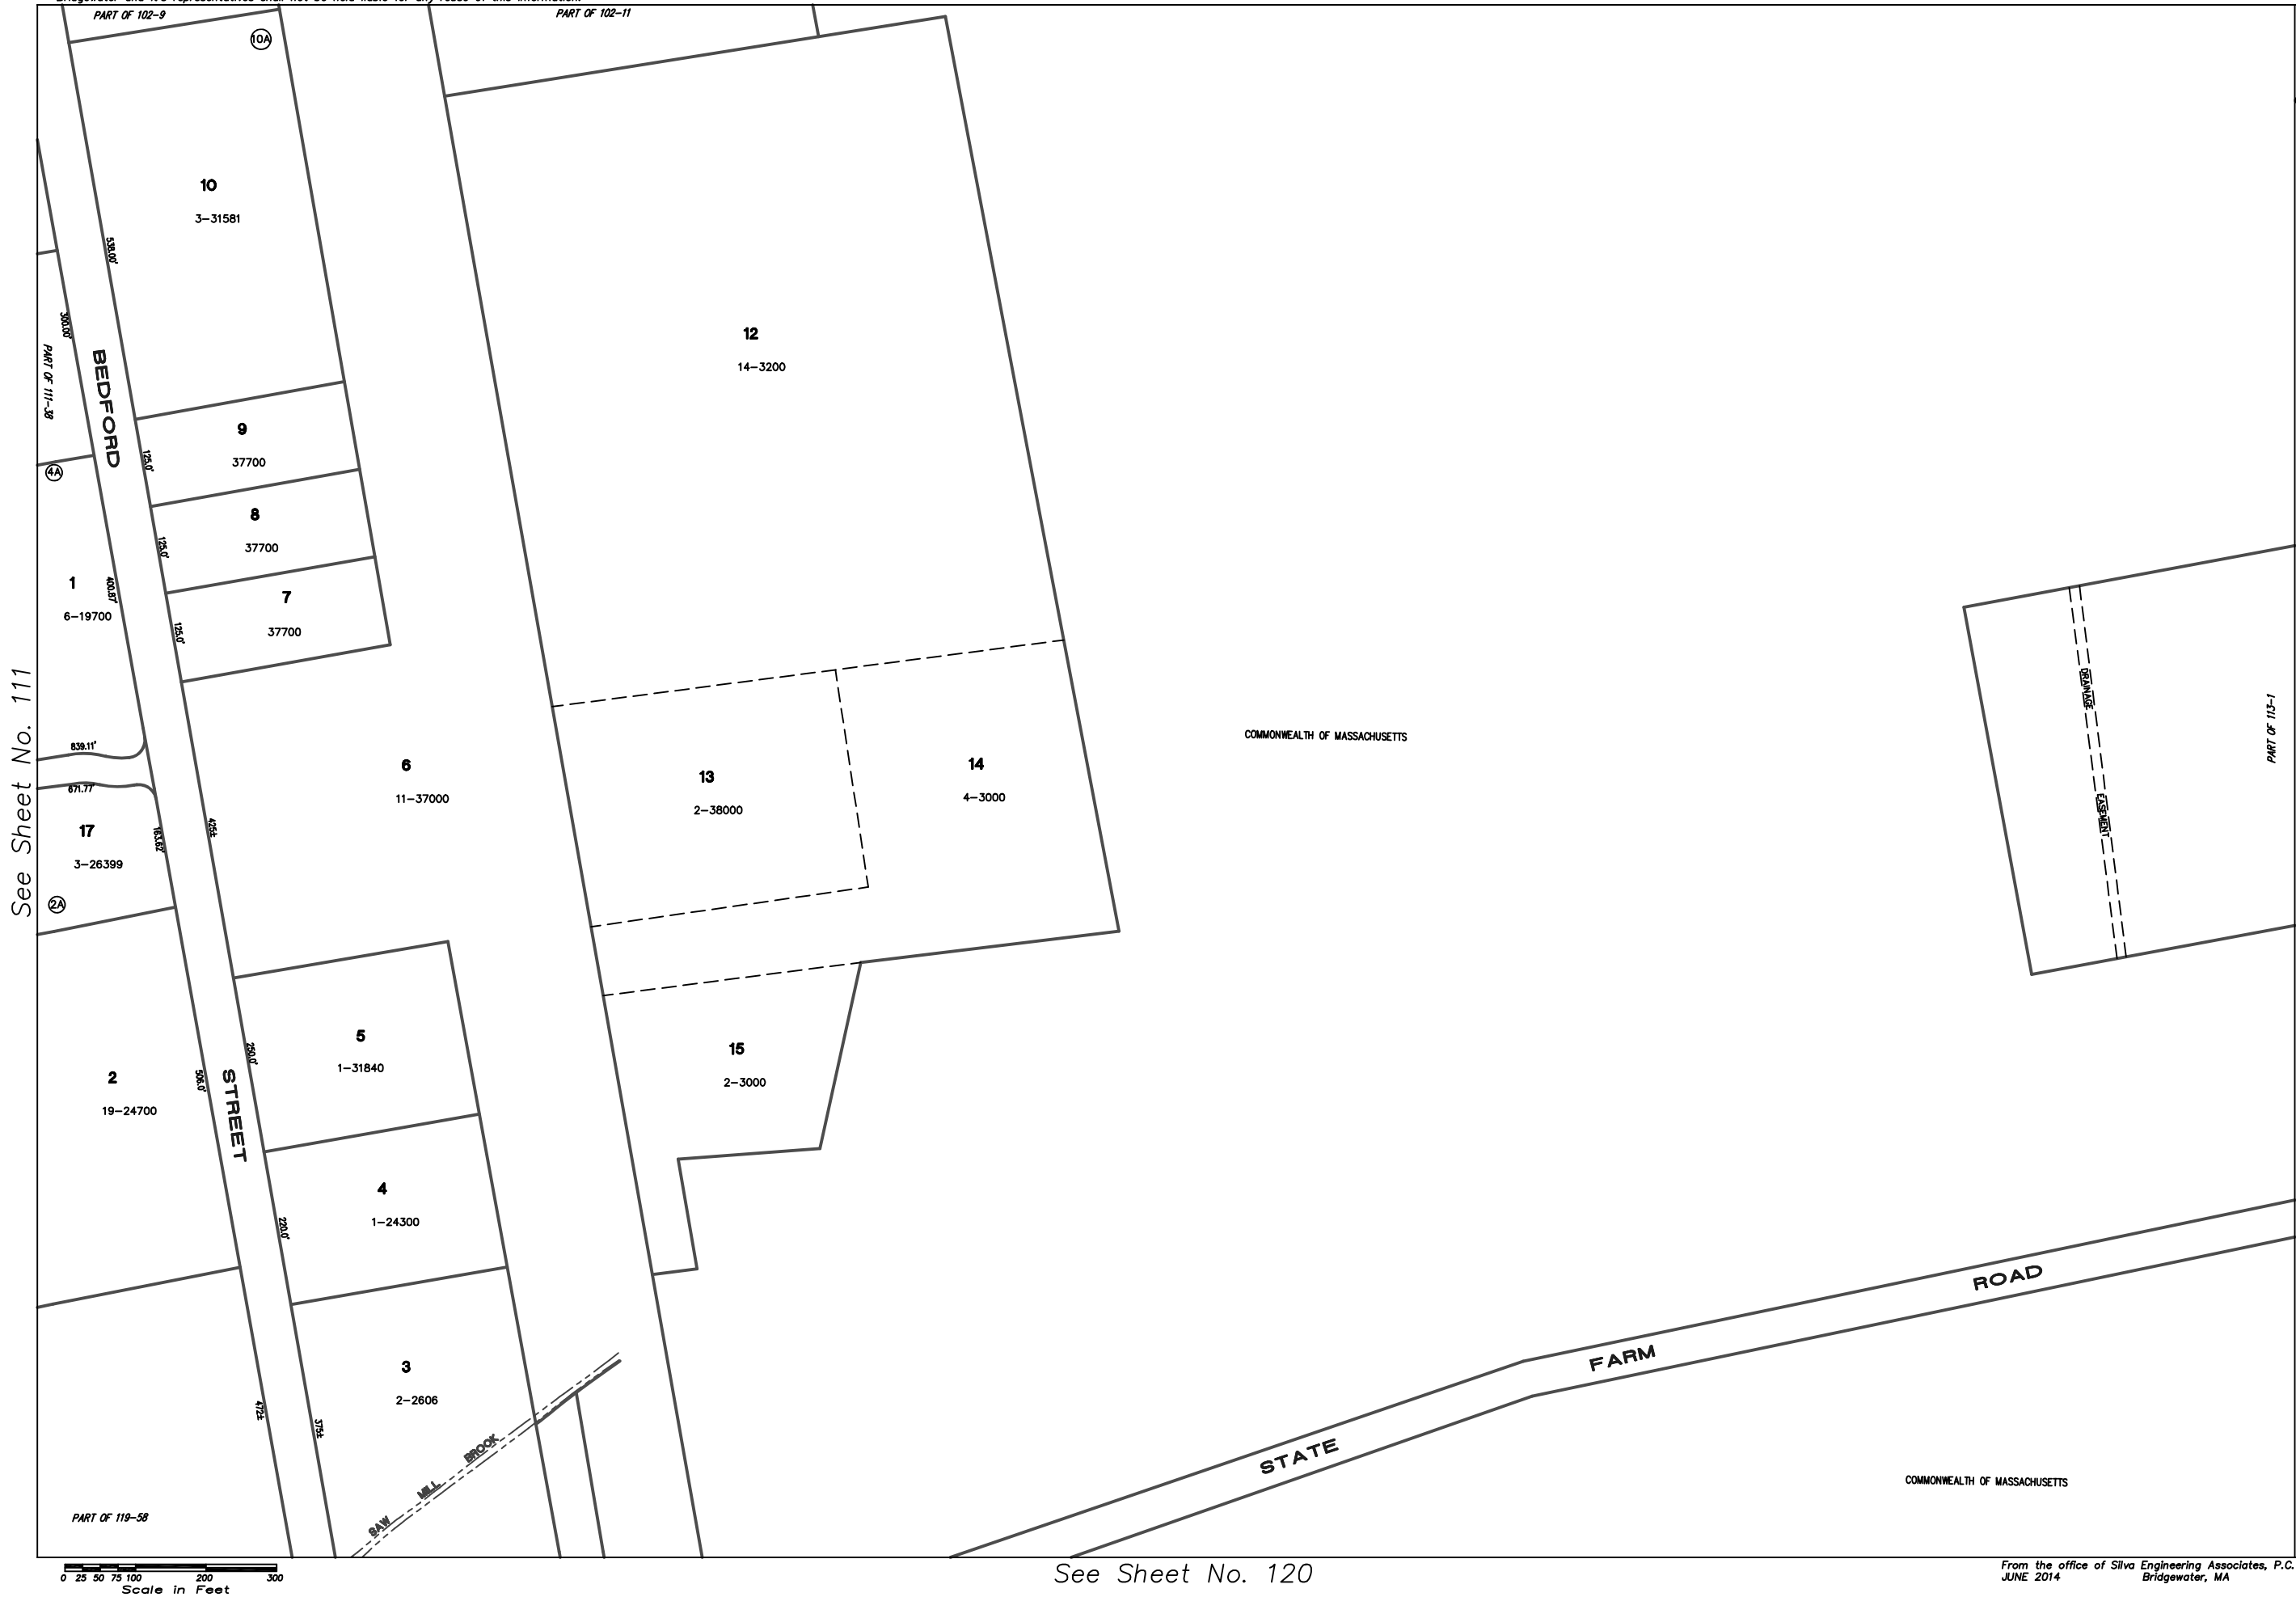 PART OF 102-9
PART OF 102-11
10A
10
3-31581
538.00'
300.00'
PART OF 111-38
BEDFORD
12
14-3200
9
37700
125.0'
4A
8
37700
125.0'
1
6-19700
400.87'
7
37700
125.0'
See Sheet No. 111
839.11'
671.77'
6
11-37000
425±
13
2-38000
14
4-3000
COMMONWEALTH OF MASSACHUSETTS
DRAINAGE
EASEMENT
PART OF 113-1
17
3-26399
163.62'
2A
5
1-31840
250.0'
15
2-3000
2
19-24700
506.0'
STREET
4
1-24300
220.0'
3
2-2606
375±
472±
SAW MILL BROOK
STATE FARM ROAD
COMMONWEALTH OF MASSACHUSETTS
PART OF 119-58
0 25 50 75 100 200 300
Scale in Feet
See Sheet No. 120
From the office of Silva Engineering Associates, P.C.
JUNE 2014 Bridgewater, MA